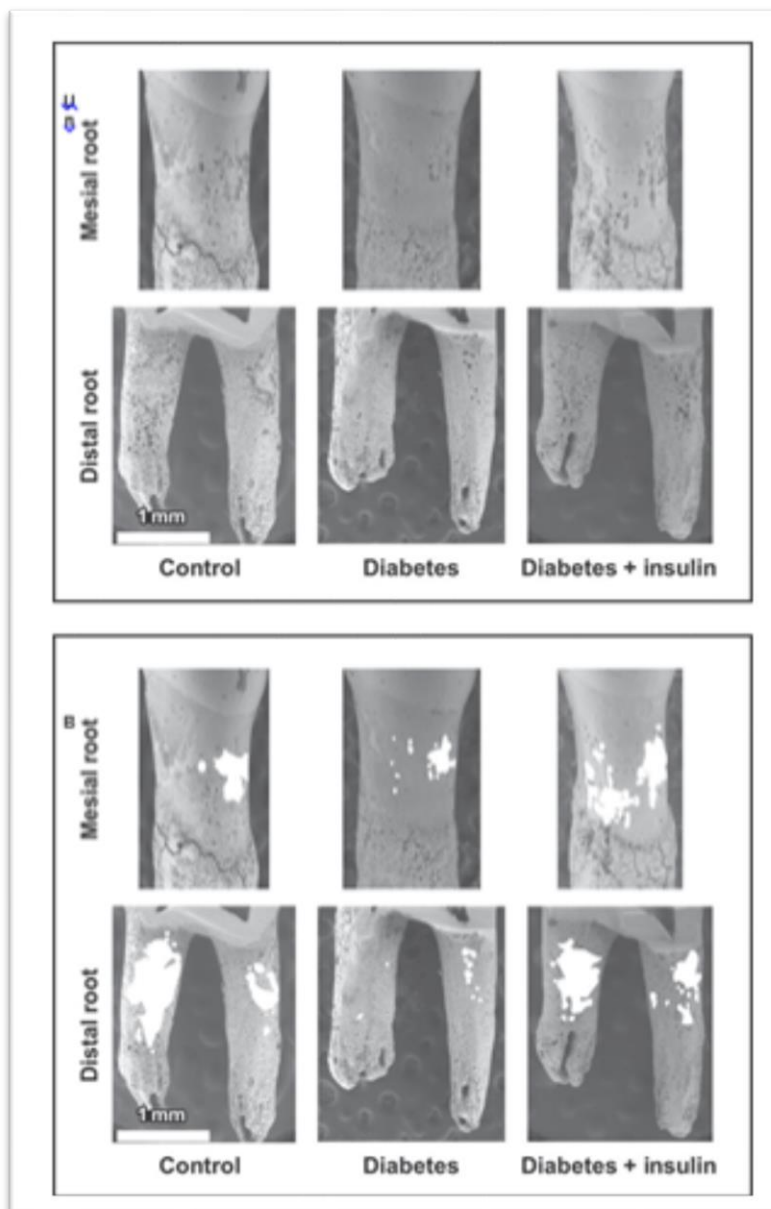 Mesial root
Distal root
1 mm
Control
Diabetes
Diabetes + insulin
B
Mesial root
Distal root
1 mm
Control
Diabetes
Diabetes + insulin